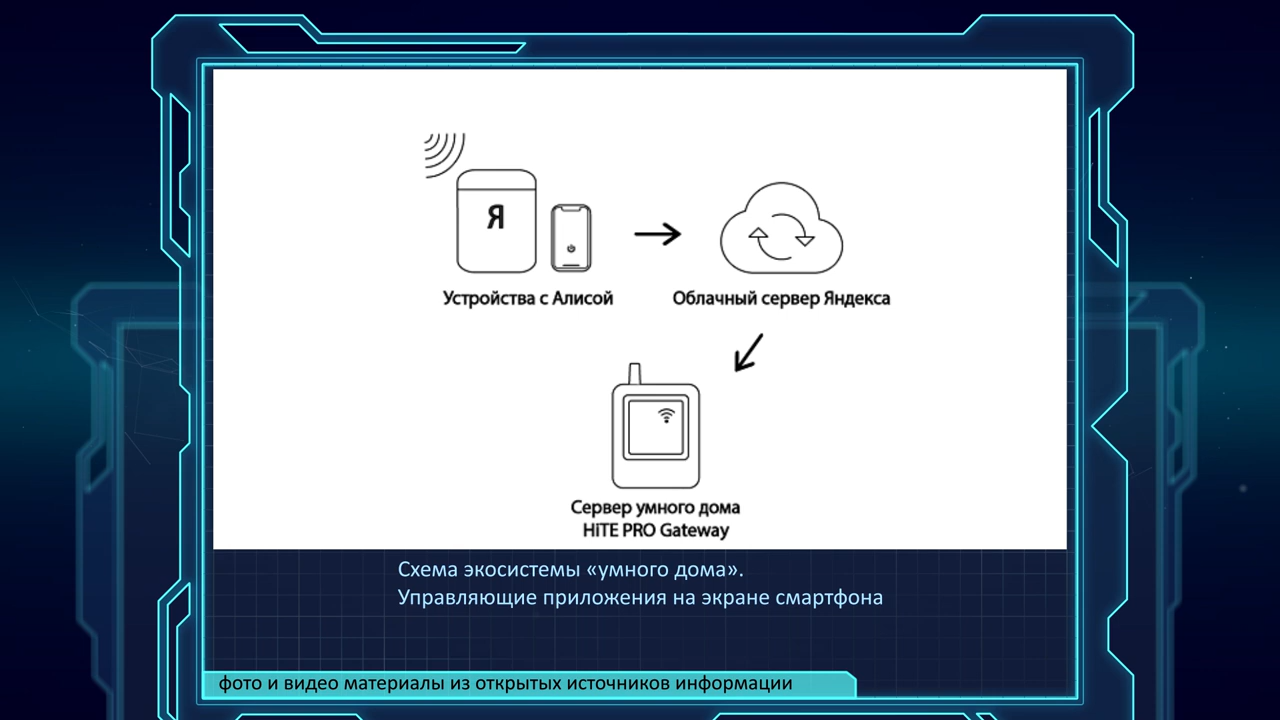 Я
Устройства с Алисой
Облачный сервер Яндекса
Сервер умного дома
HiTE PRO Gateway
Схема экосистемы «умного дома».
Управляющие приложения на экране смартфона
фото и видео материалы из открытых источников информации